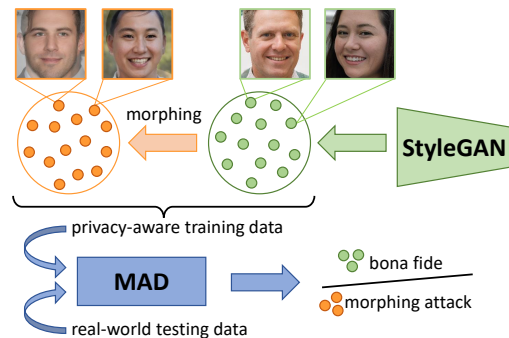 morphing
StyleGAN
privacy-aware training data
MAD
bona fide
morphing attack
real-world testing data